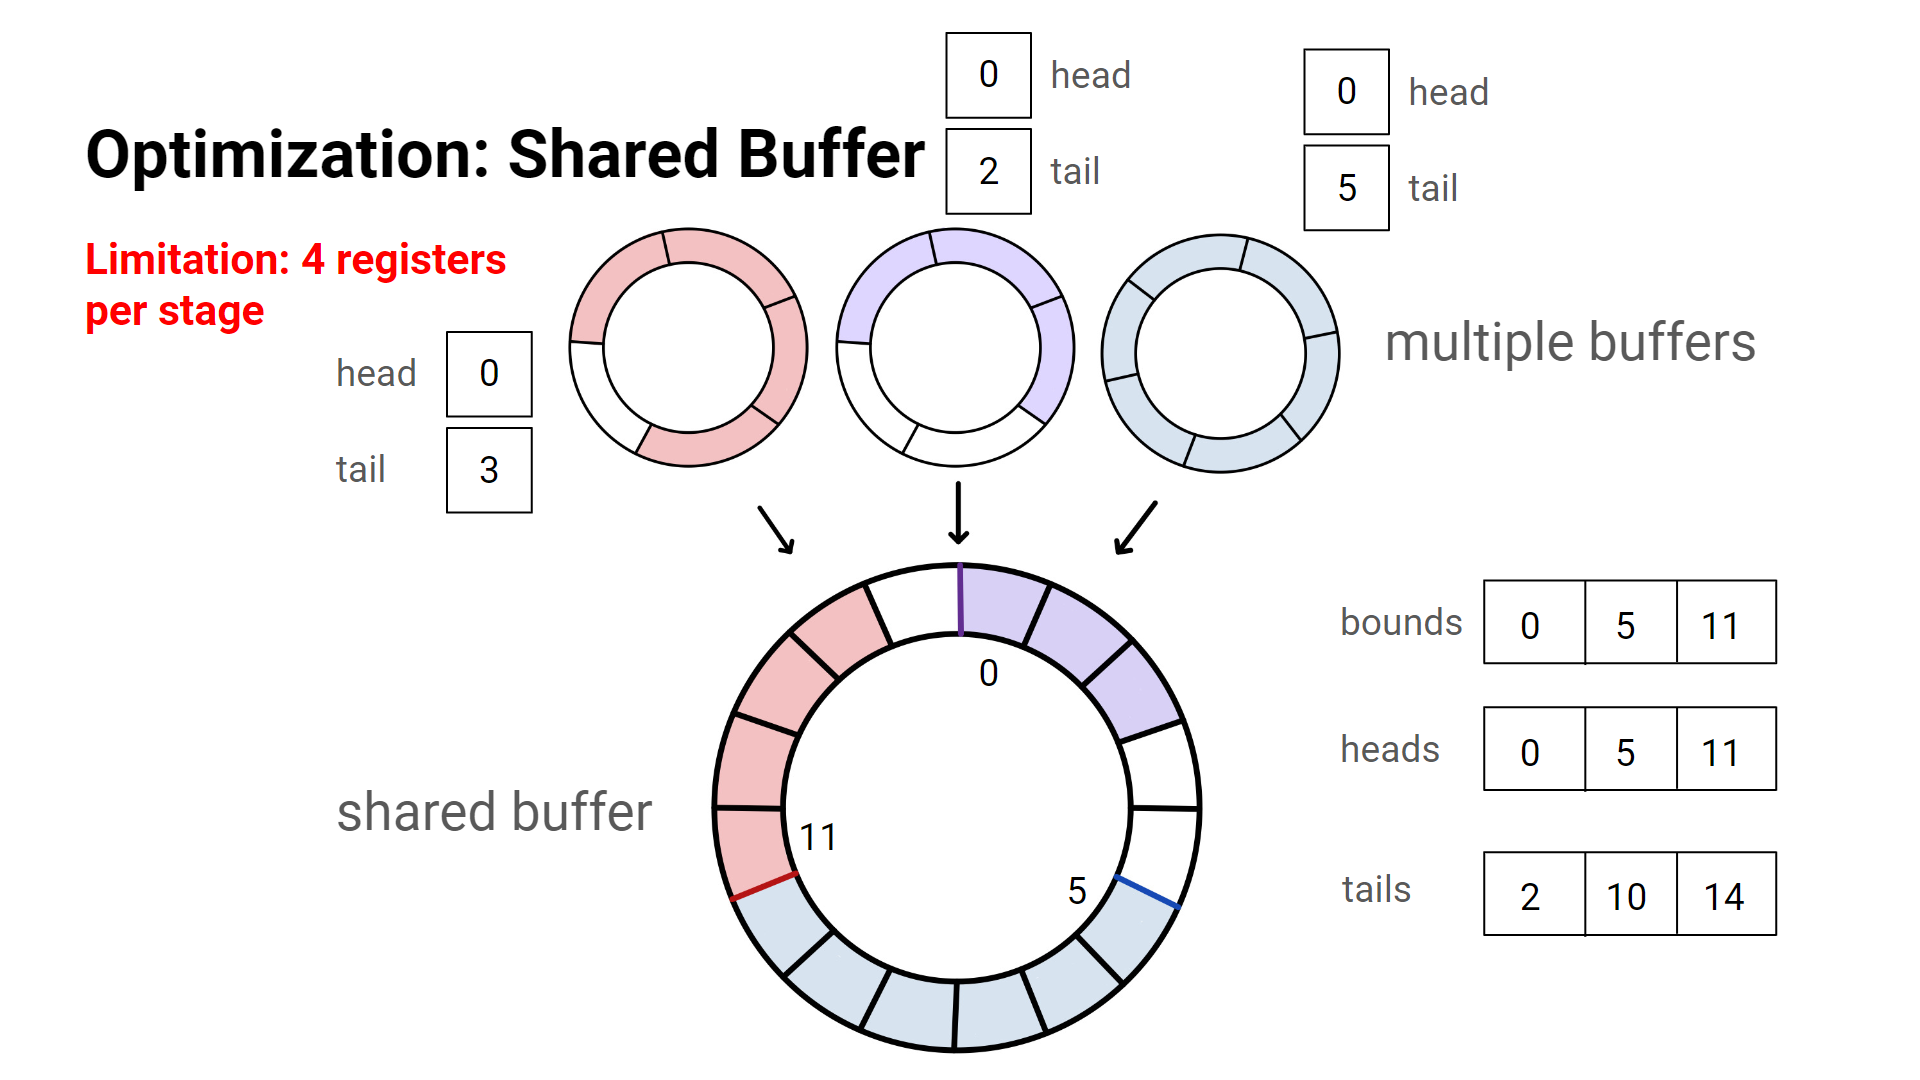 Optimization: Shared Buffer
Limitation: 4 registers
per stage
0 head
2 tail
0 head
5 tail
head 0
tail 3
multiple buffers
shared buffer
0
5
11
bounds 0 5 11
heads 0 5 11
tails 2 10 14